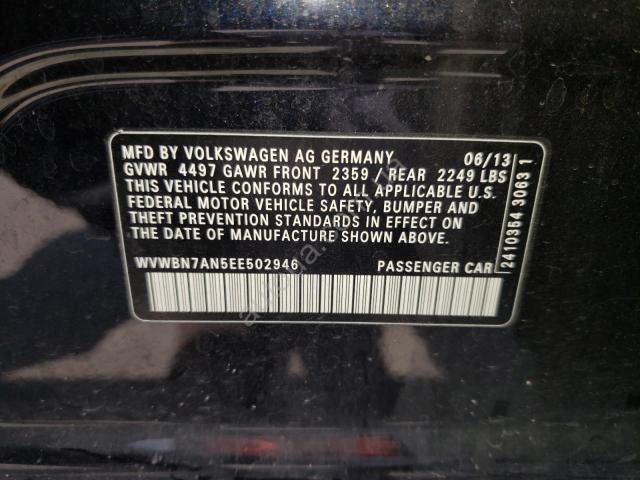 MFD BY VOLKSWAGEN AG GERMANY 06/13
GVWR 4497 GAWR FRONT 2359 / REAR 2249 LBS
THIS VEHICLE CONFORMS TO ALL APPLICABLE U.S.
FEDERAL MOTOR VEHICLE SAFETY, BUMPER AND
THEFT PREVENTION STANDARDS IN EFFECT ON
THE DATE OF MANUFACTURE SHOWN ABOVE.
WVWBN7AN5EE502946 PASSENGER CAR
2410354 3063 1